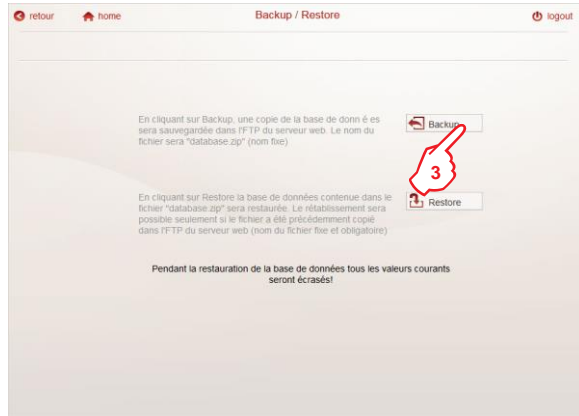 retour home Backup / Restore logout
En cliquant sur Backup, une copie de la base de donn è es
sera sauvegardée dans l'FTP du serveur web. Le nom du
fichier sera "database.zip" (nom fixe)
Backup
3
En cliquant sur Restore la base de données contenue dans le
fichier "database.zip" sera restaurée. Le rétablissement sera
possible seulement si le fichier a été précédemment copié
dans l'FTP du serveur web (nom du fichier fixe et obligatoire)
Restore
Pendant la restauration de la base de données tous les valeurs courants
seront écrasés!